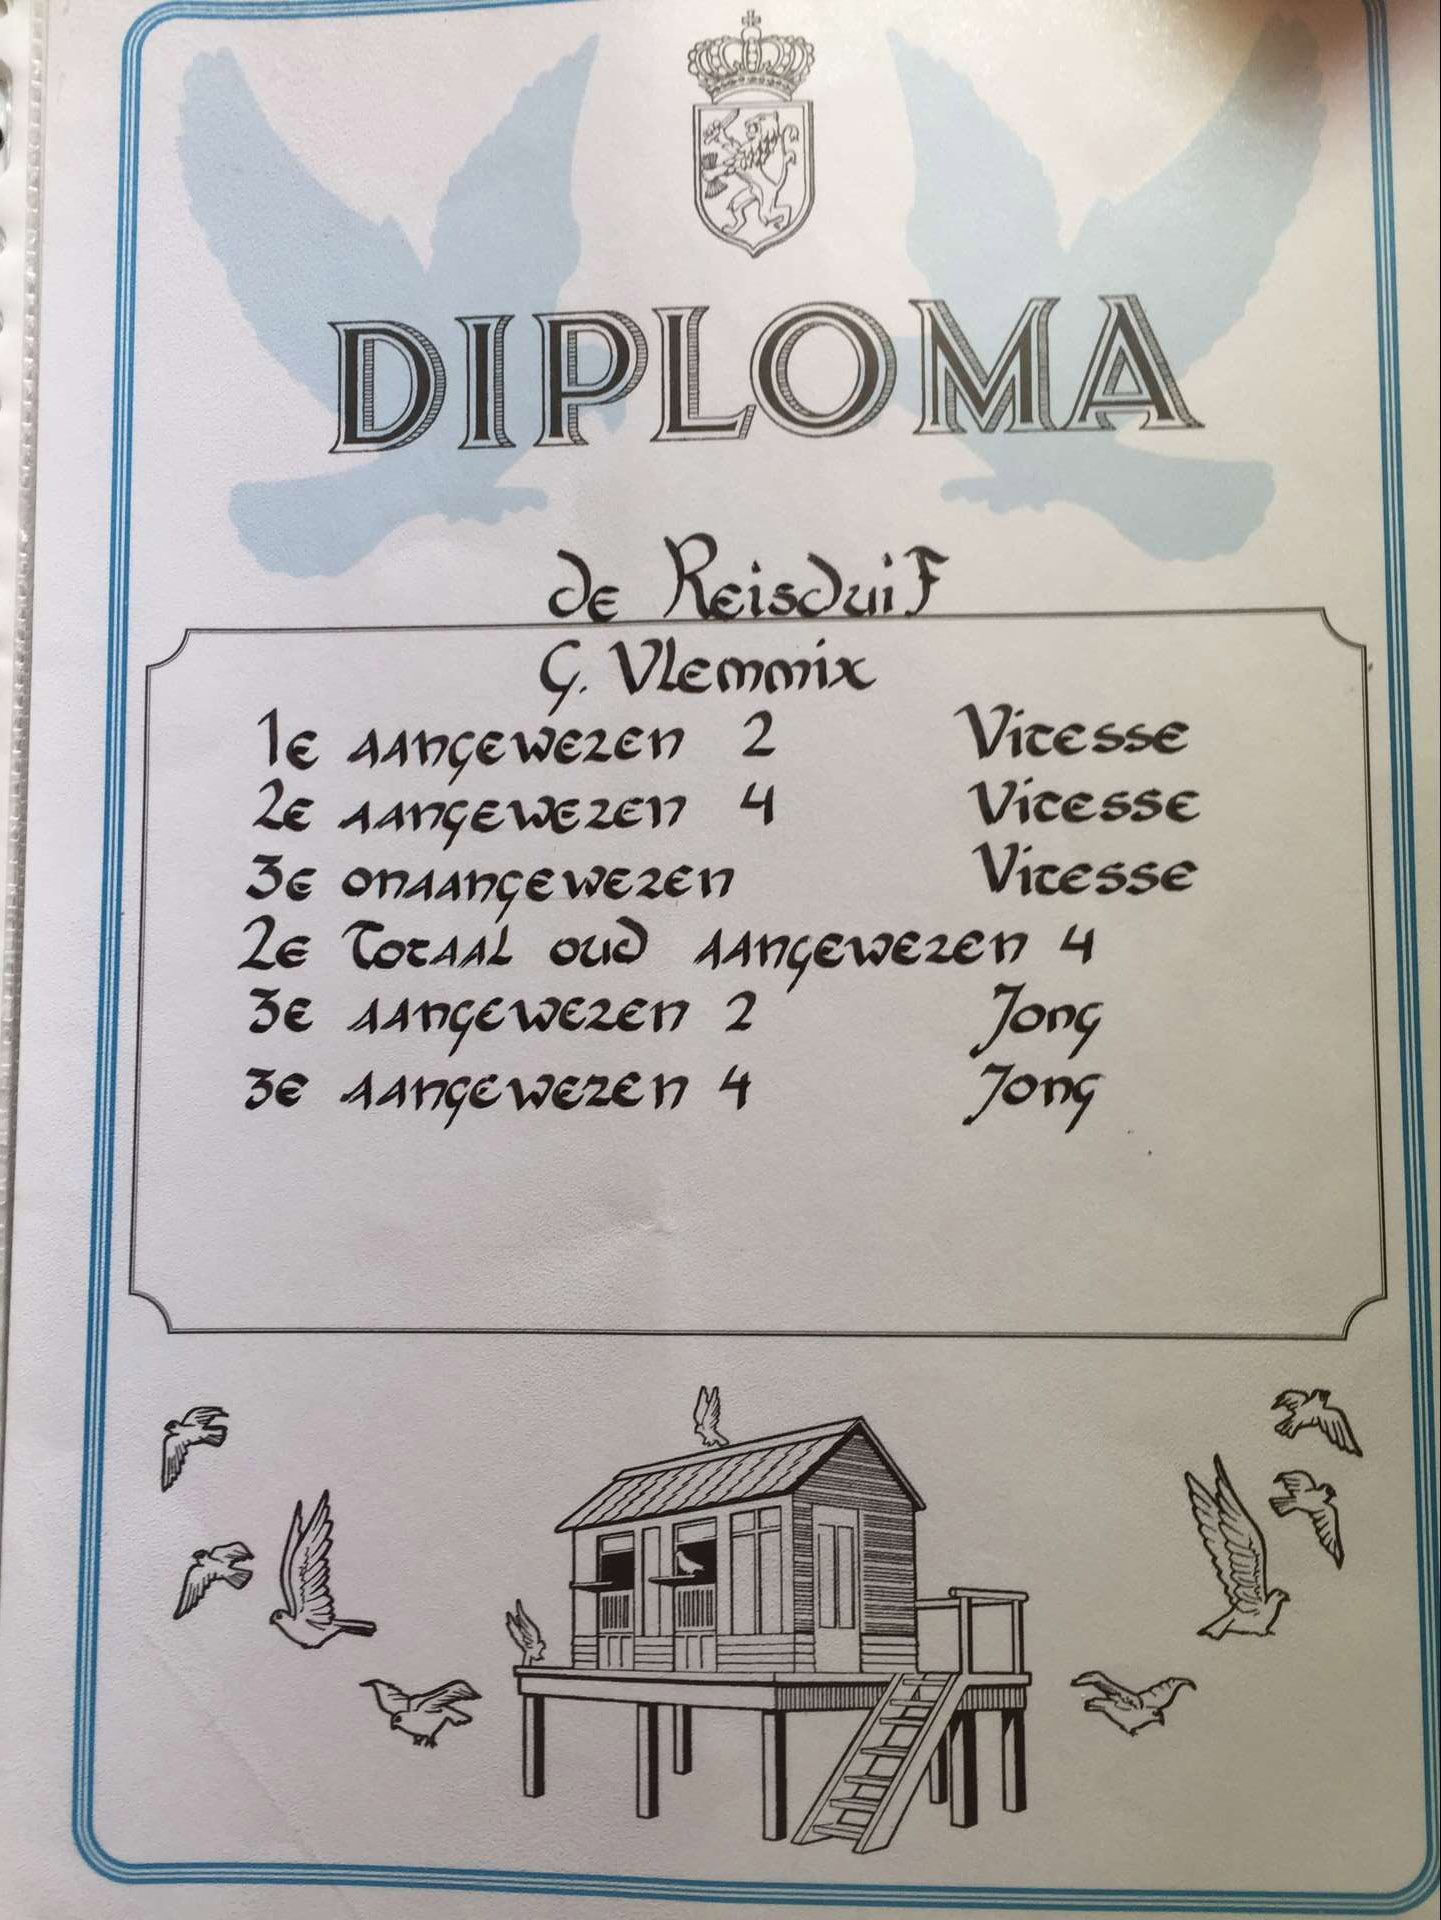 DIPLOMA
de Reisduif
G. Vlemmix
1e aangewezen 2 Vitesse
2e aangewezen 4 Vitesse
3e onaangewezen Vitesse
2e Totaal oud aangewezen 4
3e aangewezen 2 Jong
3e aangewezen 4 Jong